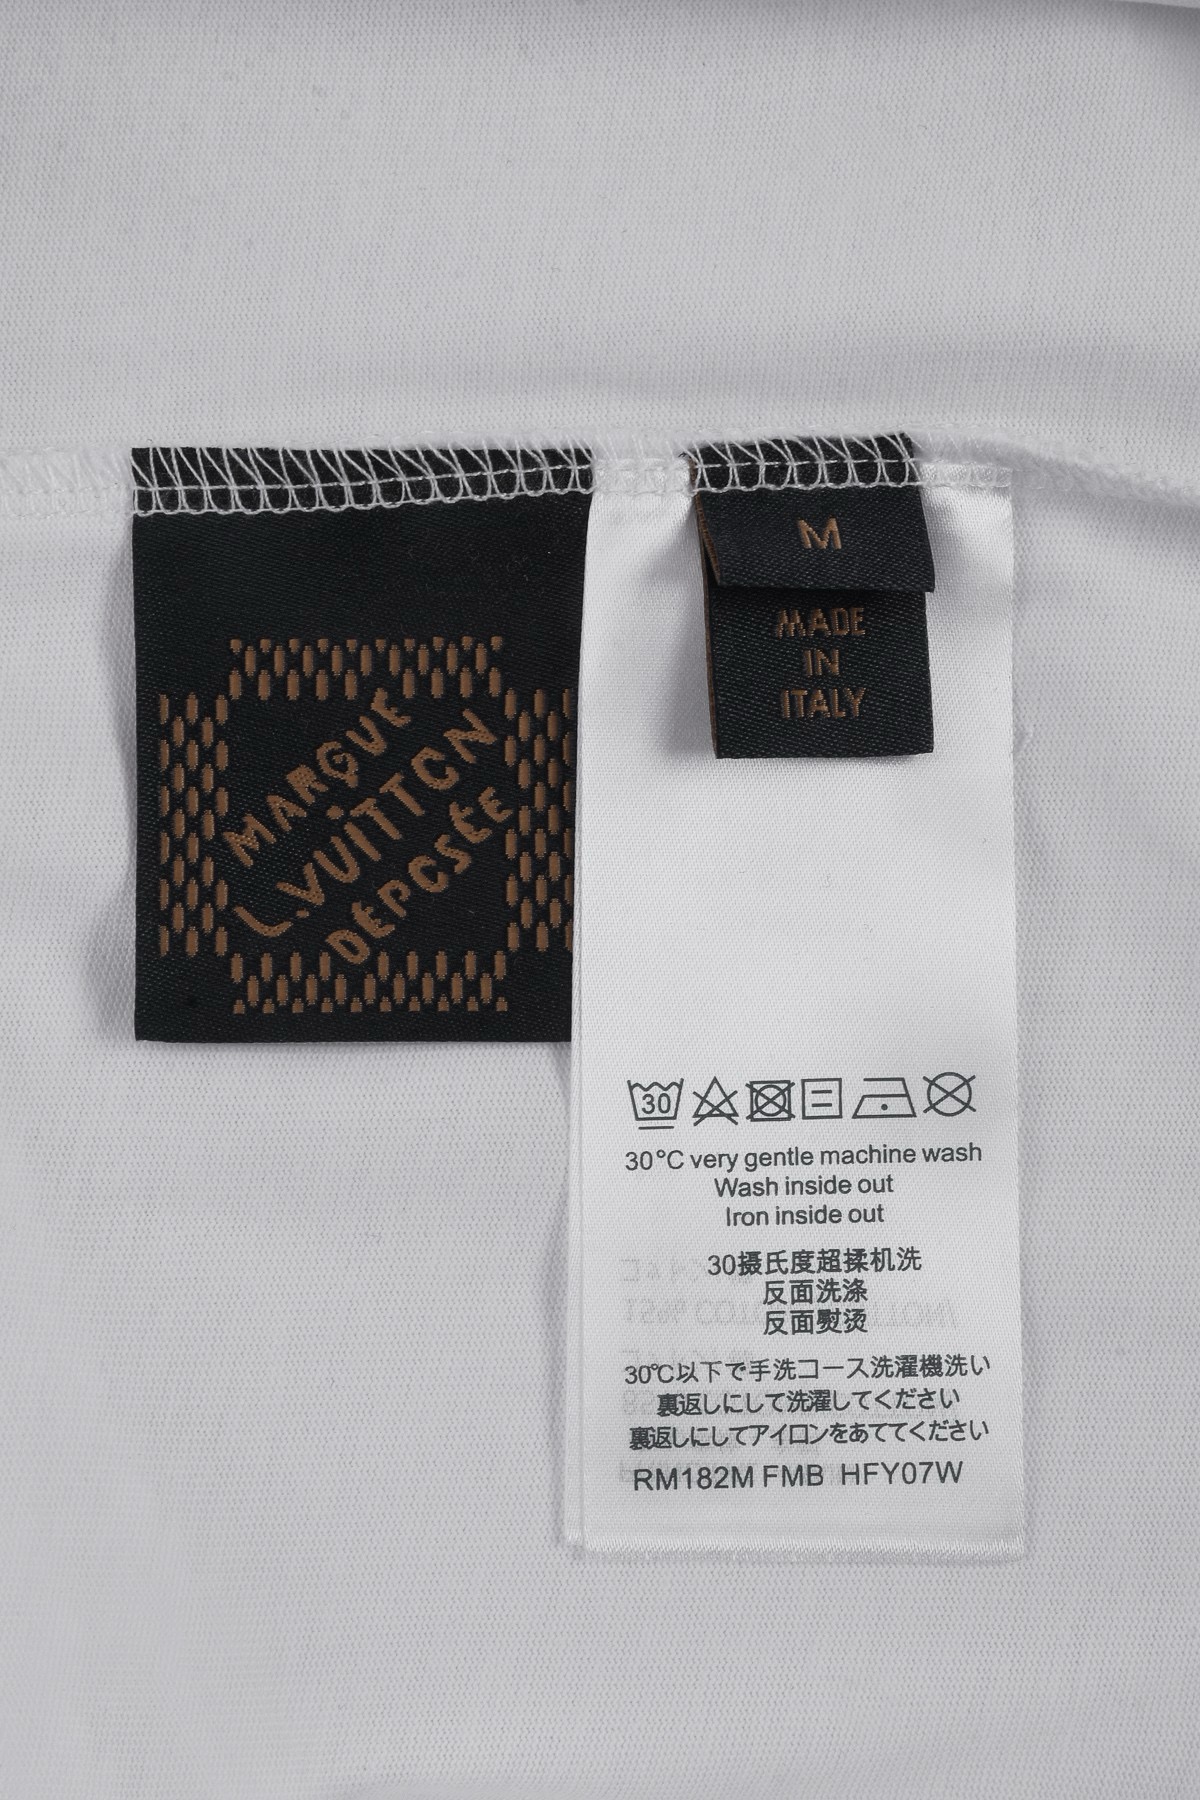 MARQUE
L.VUITTON
DÉPOSÉE
M
MADE
IN
ITALY
30
30°C very gentle machine wash
Wash inside out
Iron inside out
30摄氏度超揉机洗
反面洗涤
反面熨烫
30℃以下で手洗コース洗濯機洗い
裏返しにして洗濯してください
裏返しにしてアイロンをあててください
RM182M FMB HFY07W